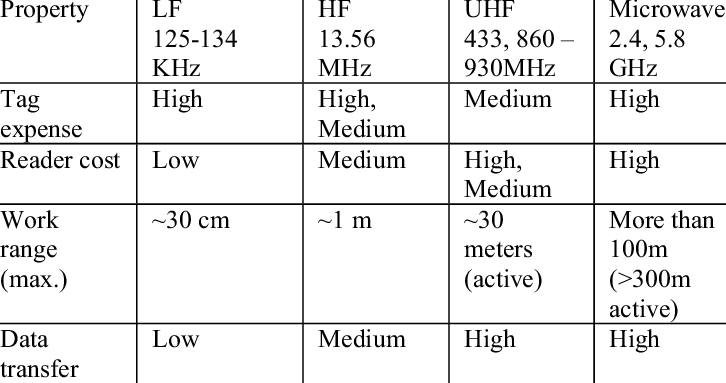 Property LF HF UHF Microwave
125-134 13.56 433, 860 – 2.4, 5.8
KHz MHz 930MHz GHz
Tag High High, Medium High
expense Medium
Reader cost Low Medium High, High
Medium
Work ~30 cm ~1 m ~30 More than
range meters 100m
(max.) (active) (>300m
active)
Data Low Medium High High
transfer